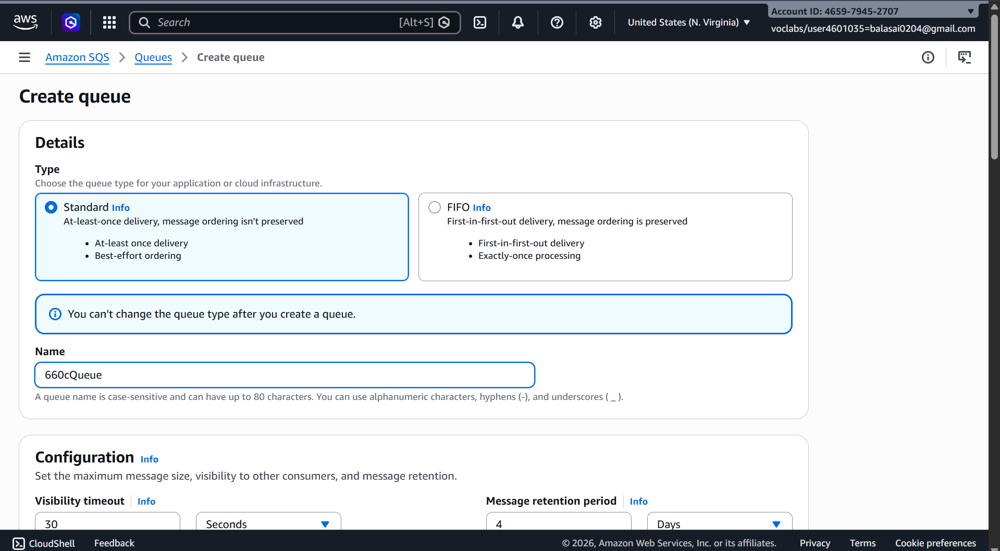 aws
Search [Alt+S]
United States (N. Virginia)
Account ID: 4659-7945-2707
voclabs/user4601035=balasai0204@gmail.com
Amazon SQS
Queues
Create queue
Create queue
Details
Type
Choose the queue type for your application or cloud infrastructure.
Standard Info
At-least-once delivery, message ordering isn't preserved
• At-least once delivery
• Best-effort ordering
FIFO Info
First-in-first-out delivery, message ordering is preserved
• First-in-first-out delivery
• Exactly-once processing
You can't change the queue type after you create a queue.
Name
660cQueue
A queue name is case-sensitive and can have up to 80 characters. You can use alphanumeric characters, hyphens (-), and underscores ( _ ).
Configuration Info
Set the maximum message size, visibility to other consumers, and message retention.
Visibility timeout Info
30 Seconds
Message retention period Info
4 Days
CloudShell Feedback © 2026, Amazon Web Services, Inc. or its affiliates. Privacy Terms Cookie preferences